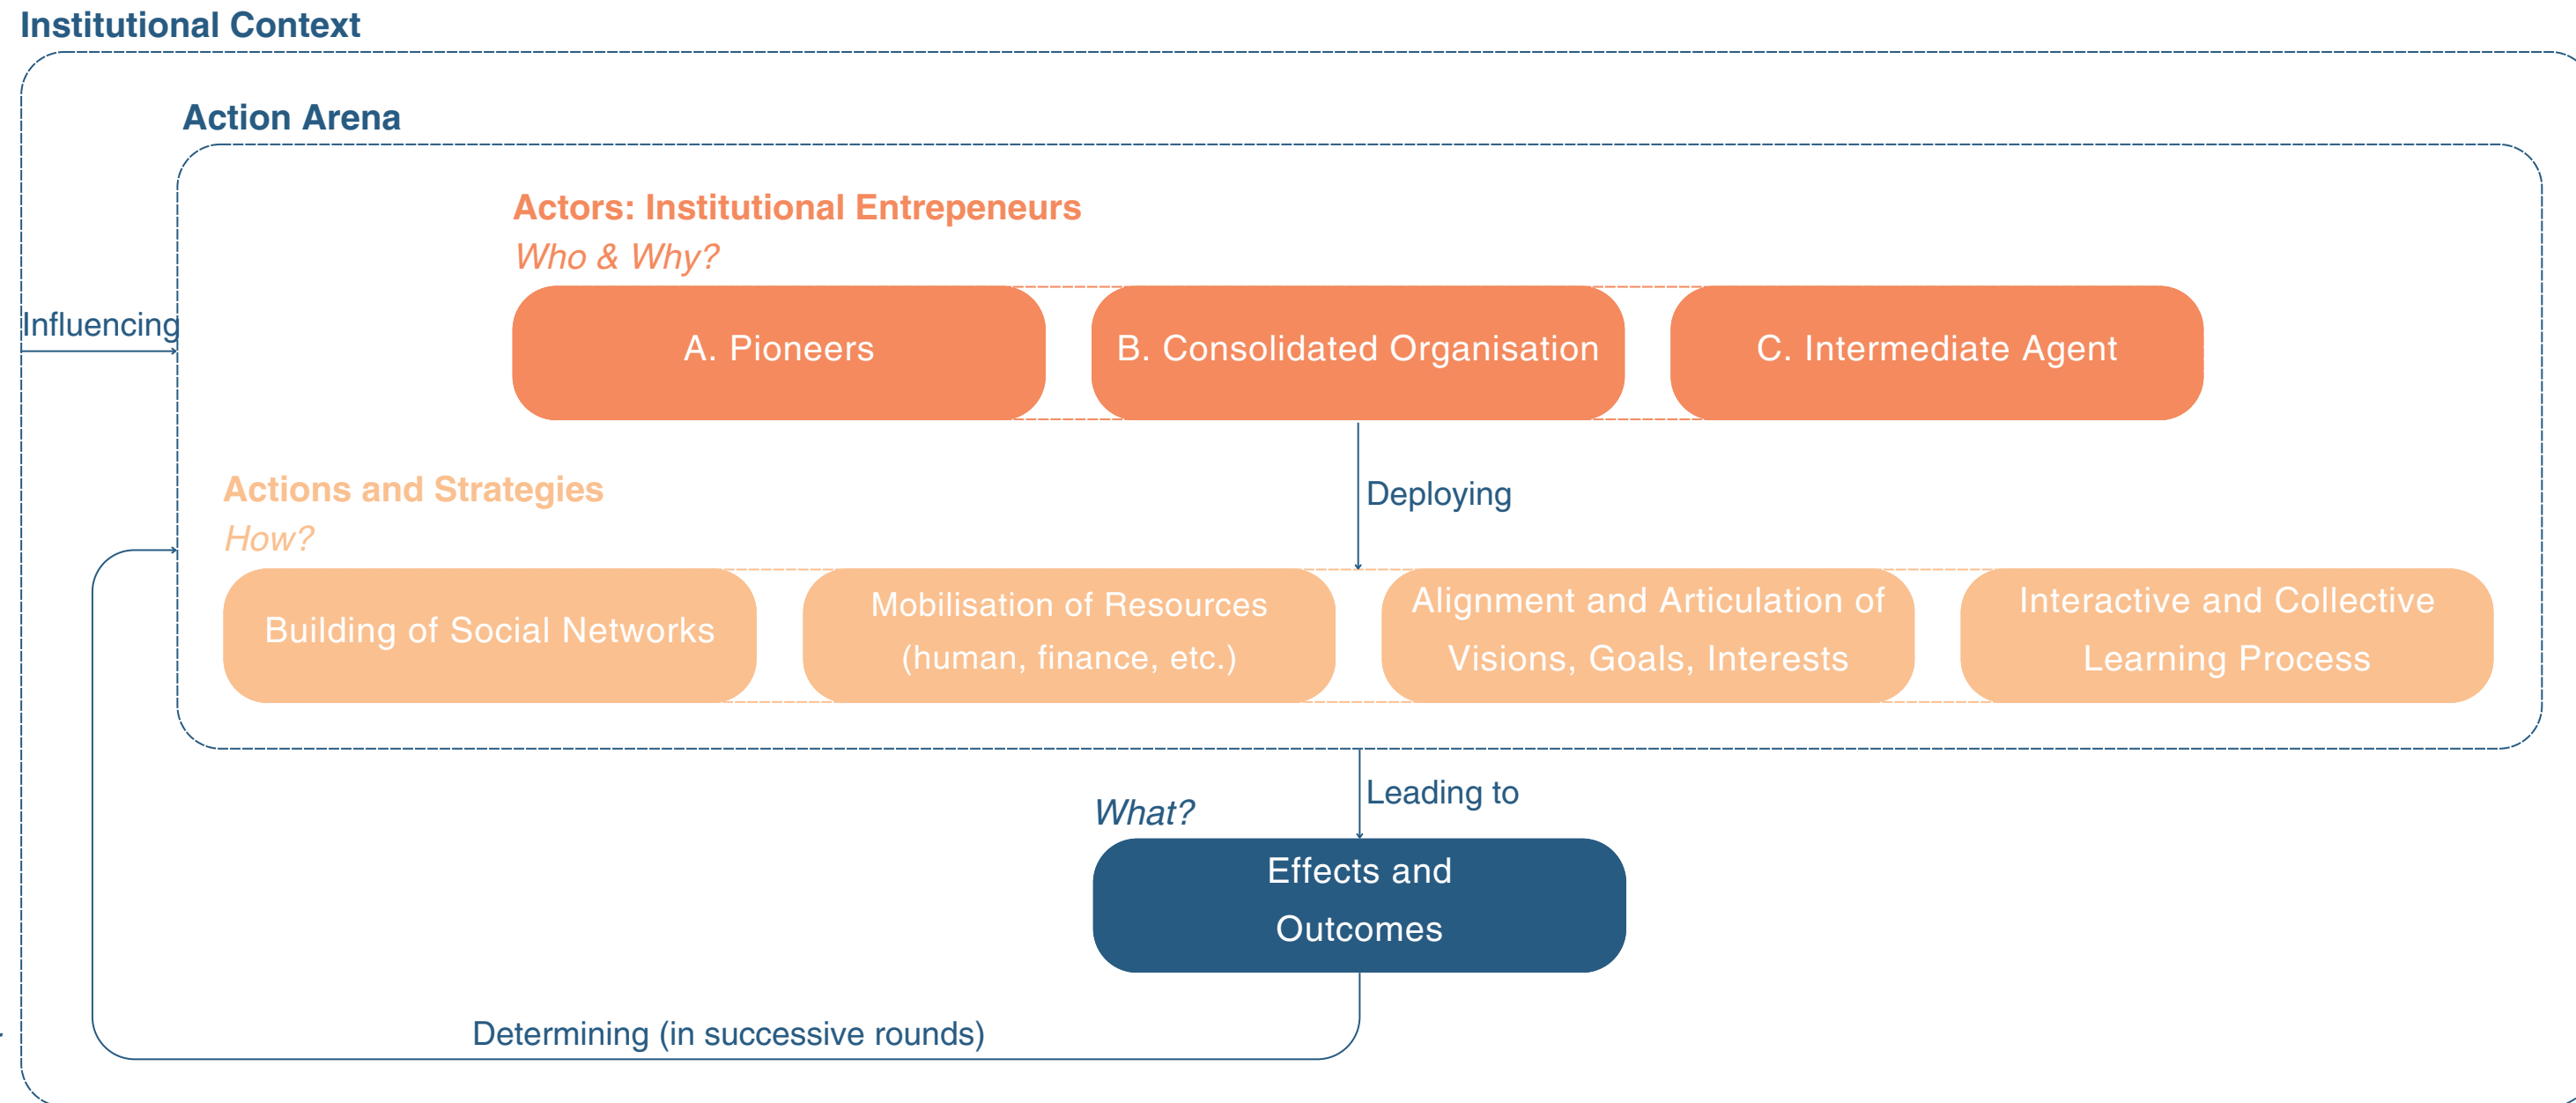 Institutional Context
Action Arena
Actors: Institutional Entrepeneurs
Who & Why?
Influencing
A. Pioneers
B. Consolidated Organisation
C. Intermediate Agent
Deploying
Actions and Strategies
How?
Building of Social Networks
Mobilisation of Resources
(human, finance, etc.)
Alignment and Articulation of
Visions, Goals, Interests
Interactive and Collective
Learning Process
Leading to
What?
Effects and
Outcomes
Determining (in successive rounds)